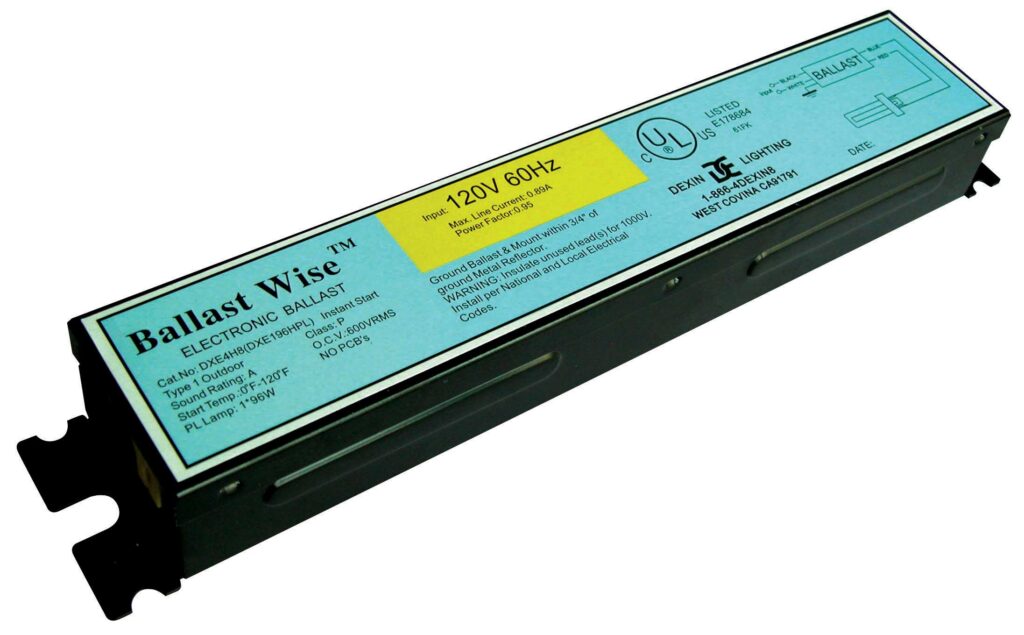 Ballast Wise™
ELECTRONIC BALLAST
Cat.No: DXE4H8(DXE196HPL) Instant Start
Type 1 Outdoor Class: P
Sound Rating: A O.C.V.:600VRMS
Start Temp.:0°F-120°F NO PCB's
PL Lamp: 1*96W
Input: 120V 60Hz
Max. Line Current: 0.89A
Power Factor:0.95
Ground Ballast & Mount within 3/4" of
ground Metal Reflector.
WARNING: Insulate unused lead(s) for 1000V.
Install per National and Local Electrical
Codes.
C UL ® US
LISTED
E178684
61FK
DEXIN DE LIGHTING
1-866-4DEXIN8
WEST COVINA CA91791
Input
BLACK
WHITE
BALLAST
BLUE
RED
DATE: